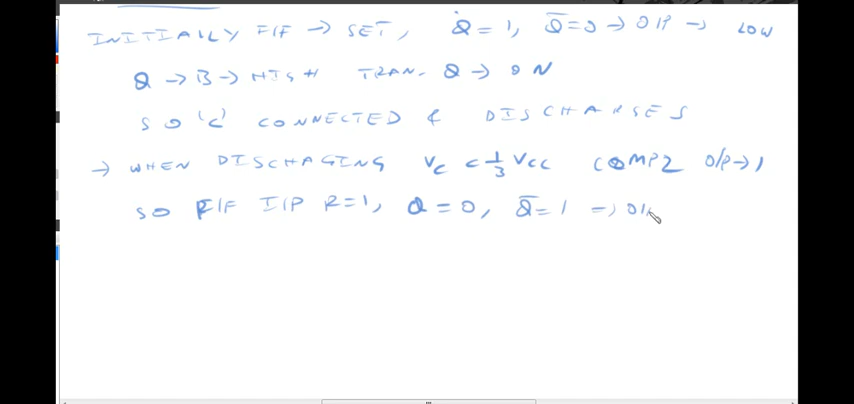 INITIALLY F/F → SET, Q = 1, Q̅ = 0 → O/P → LOW
Q → B → HIGH TRAN. Q → ON
SO 'C' CONNECTED & DISCHARGES
→ WHEN DISCHAGING Vc < 1/3 Vcc COMP2 O/P → 1
SO F/F I/P R = 1, Q = 0, Q̅ = 1 → O/